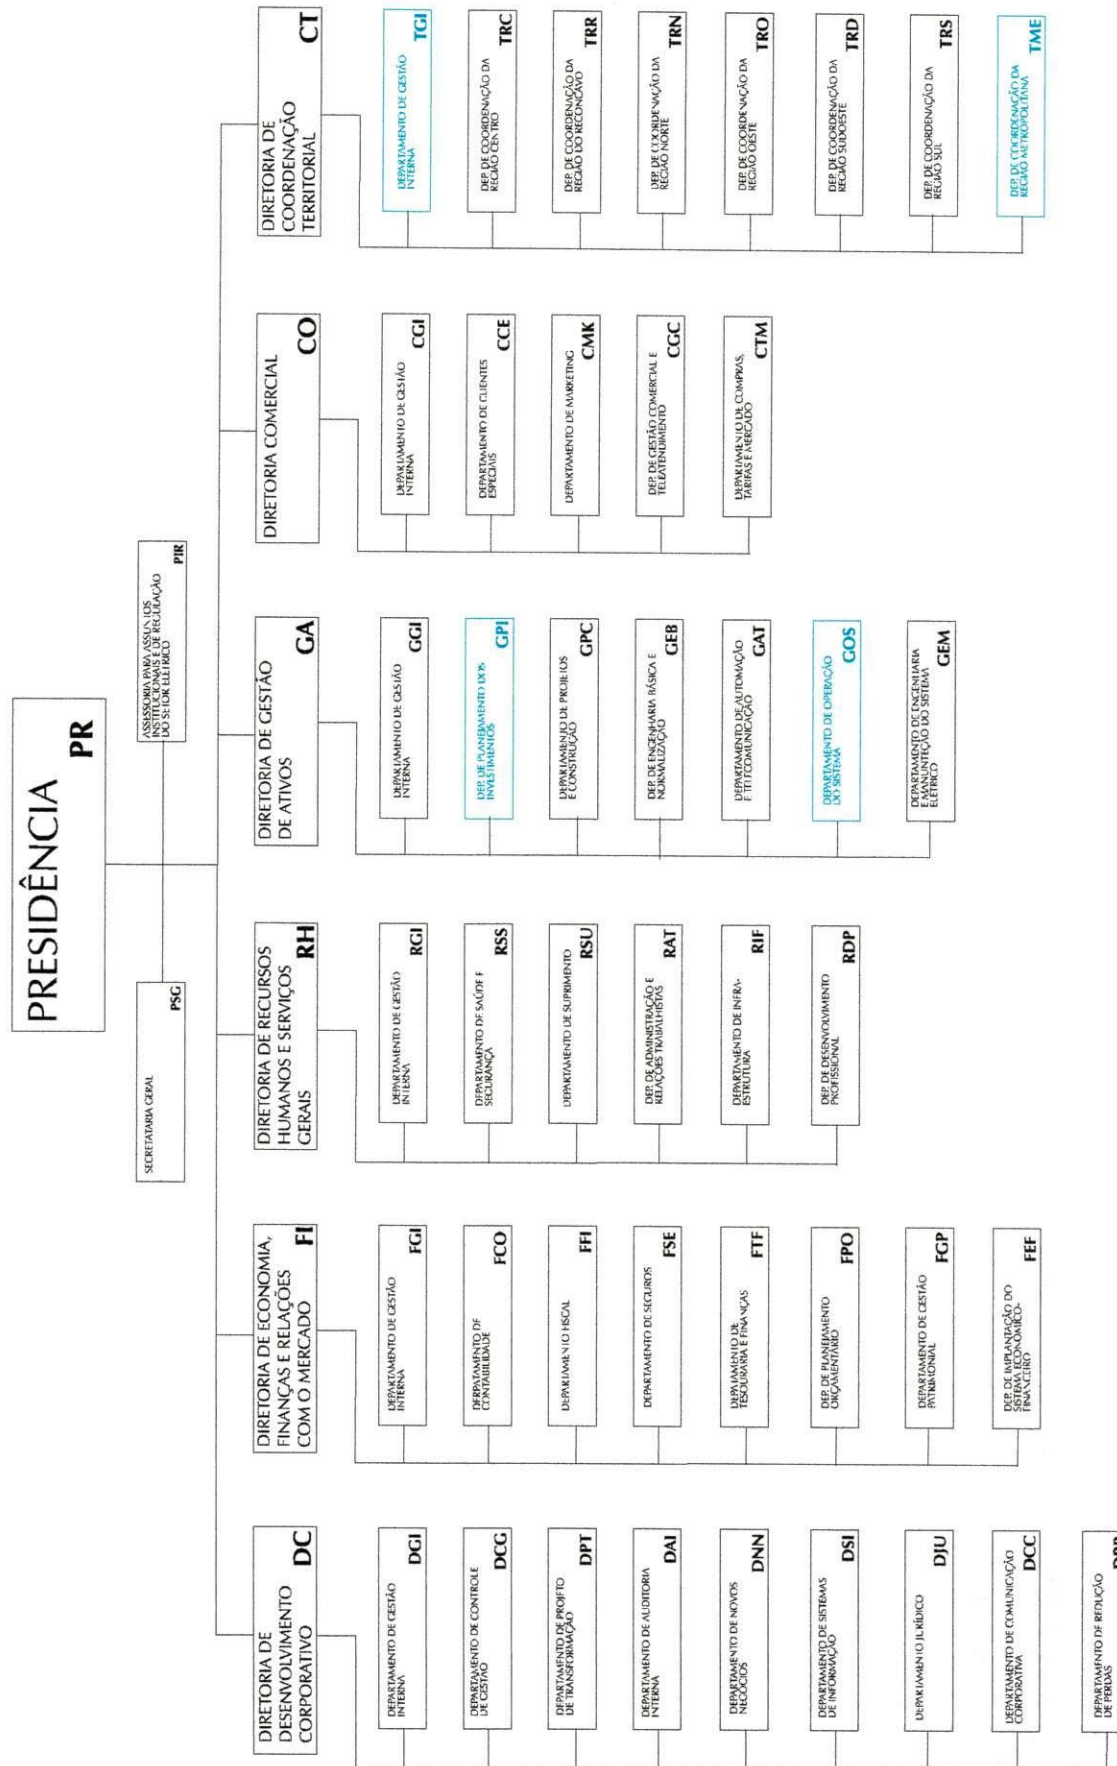 PRESIDÊNCIA
PR
SECRETATARIA GERAL
PSG
ASSESSORIA PARA ASSUNTOS
INSTITUCIONAIS E DE REGULAÇÃO
DO SETOR ELÉTRICO
PIR
DIRETORIA DE
DESENVOLVIMENTO
CORPORATIVO
DC
DEPARTAMENTO DE GESTÃO
INTERNA
DGI
DEPARTAMENTO DE CONTROLE
DE GESTÃO
DCG
DEPARTAMENTO DE PROJTO
DE TRANSFORMAÇÃO
DPT
DEPARTAMENTO DE AUDITORIA
INTERNA
DAI
DEPARTAMENTO DE NOVOS
NEGÓCIOS
DNN
DEPARTAMENTO DE SISTEMAS
DE INFORMAÇÃO
DSI
DEPARTAMENTO JURÍDICO
DJU
DEPARTAMENTO DE COMUNICAÇÃO
CORPORATIVA
DCC
DEPARTAMENTO DE REDUÇÃO
DE PERDAS
DIRETORIA DE ECONOMIA,
FINANÇAS E RELAÇÕES
COM O MERCADO
FI
DEPARTAMENTO DE GESTÃO
INTERNA
FGI
DERPATAMENTO DE
CONTABILIDADE
FCO
DEPARTAMENTO FISCAL
FFI
DEPARTAMENTO DE SEGUROS
FSE
DEPATAMENTO DE
TESOURARIA E FINANÇAS
FTF
DEP. DE PLANEJAMENTO
ORÇAMENTÁRIO
FPO
DEPARTAMENTO DE GESTÃO
PATRIMONIAL
FGP
DEP. DE IMPLANTAÇÃO DO
SISTEMA ECONÔMICO-
FINANCEIRO
FEF
DIRETORIA DE RECURSOS
HUMANOS E SERVIÇOS
GERAIS
RH
DEPARTAMENTO DE GESTÃO
INTERNA
RGI
DEPARTAMENTO DE SAÚDE E
SEGURANÇA
RSS
DEPARTAMENTO DE SUPRIMENTO
RSU
DEP. DE ADMINISTRAÇÃO E
RELAÇÕES TRABALHISTAS
RAT
DEPARTAMENTO DE INFRA-
ESTRUTURA
RIF
DEP. DE DESENVOLVIMENTO
PROFISSIONAL
RDP
DIRETORIA DE GESTÃO
DE ATIVOS
GA
DEPARTAMENTO DE GESTÃO
INTERNA
GGI
DEP. DE PLANEJAMENTO DOS
INVESTIMENTOS
GPI
DEPARTAMENTO DE PROJETOS
E CONSTRUÇÃO
GPC
DEP. DE ENGENHARIA BÁSICA E
NORMALIZAÇÃO
GEB
DEPARTAMENTO DE AUTOMAÇÃO
E TELECOMUNICAÇÃO
GAT
DEPARTAMENTO DE OPERAÇÃO
DO SISTEMA
GOS
DEPARTAMENTO DE ENGENHARIA
E MANUNTEÇÃO DO SISTEMA
ELÉTRICO
GEM
DIRETORIA COMERCIAL
CO
DEPARTAMENTO DE GESTÃO
INTERNA
CGI
DEPARTAMENTO DE CLIENTES
ESPECIAIS
CCE
DEPARTAMENTO DE MARKETING
CMK
DEP. DE GESTÃO COMERCIAL E
TELEATENDIMENTO
CGC
DEPARTAMENTO DE COMPRAS,
TARIFAS E MERCADO
CTM
DIRETORIA DE
COORDENAÇÃO
TERRITORIAL
CT
DEPARTAMENTO DE GESTÃO
INTERNA
TGI
DEP. DE COORDENAÇÃO DA
REGIÃO CENTRO
TRC
DEP. DE COORDENAÇÃO DA
REGIÃO DO RECÔNCAVO
TRR
DEP. DE COORDENAÇÃO DA
REGIÃO NORTE
TRN
DEP. DE COORDENAÇÃO DA
REGIÃO OESTE
TRO
DEP. DE COORDENAÇÃO DA
REGIÃO SUDOESTE
TRD
DEP. DE COORDENAÇÃO DA
REGIÃO SUL
TRS
DEP. DE COORDENAÇÃO DA
REGIÃO METROPOLITANA
TME